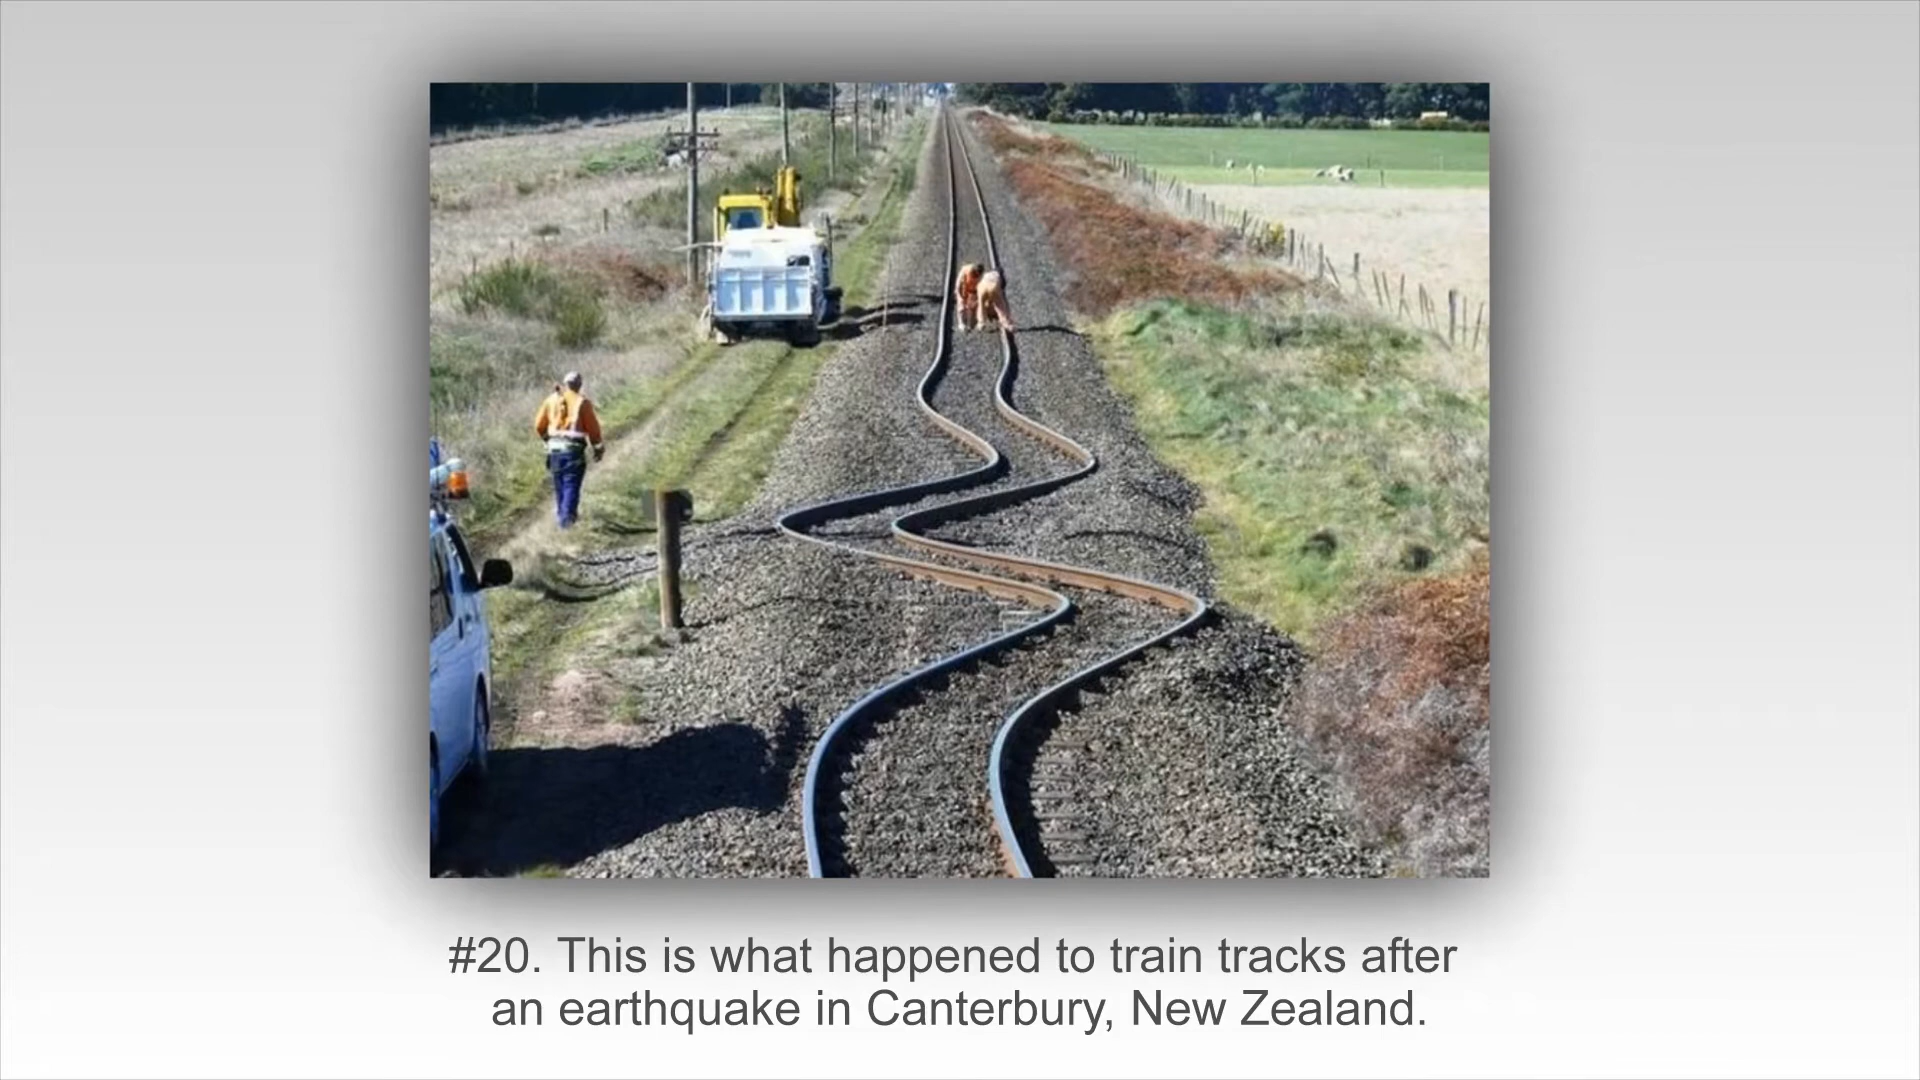 #20. This is what happened to train tracks after
an earthquake in Canterbury, New Zealand.